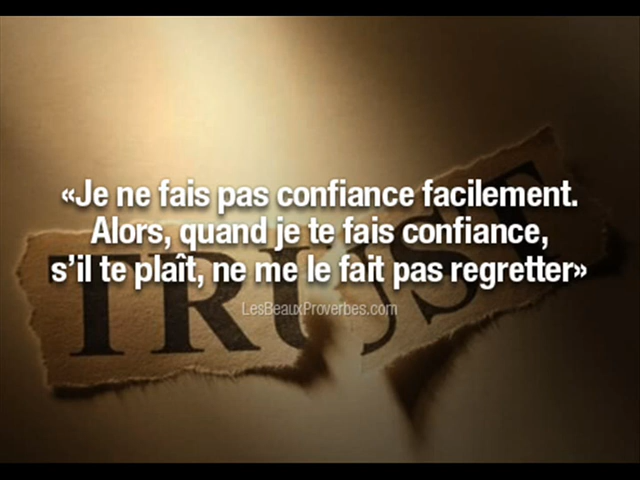 «Je ne fais pas confiance facilement.
Alors, quand je te fais confiance,
s'il te plaît, ne me le fait pas regretter»
LesBeauxProverbes.com
TRUST